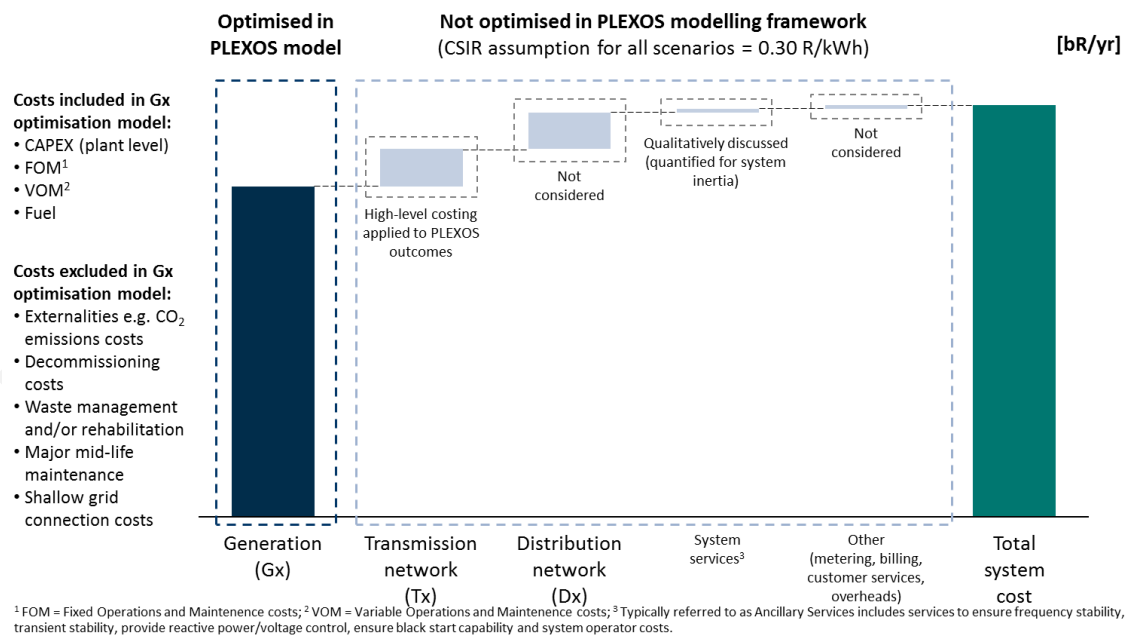 Optimised in
PLEXOS model
Not optimised in PLEXOS modelling framework
(CSIR assumption for all scenarios = 0.30 R/kWh)
[bR/yr]
Costs included in Gx
optimisation model:
• CAPEX (plant level)
• FOM¹
• VOM²
• Fuel
Costs excluded in Gx
optimisation model:
• Externalities e.g. CO₂
emissions costs
• Decommissioning
costs
• Waste management
and/or rehabilitation
• Major mid-life
maintenance
• Shallow grid
connection costs
High-level costing
applied to PLEXOS
outcomes
Not
considered
Qualitatively discussed
(quantified for system
inertia)
Not
considered
Generation
(Gx)
Transmission
network
(Tx)
Distribution
network
(Dx)
System
services³
Other
(metering, billing,
customer services,
overheads)
Total
system
cost
¹ FOM = Fixed Operations and Maintenence costs; ² VOM = Variable Operations and Maintenence costs; ³ Typically referred to as Ancillary Services includes services to ensure frequency stability,
transient stability, provide reactive power/voltage control, ensure black start capability and system operator costs.